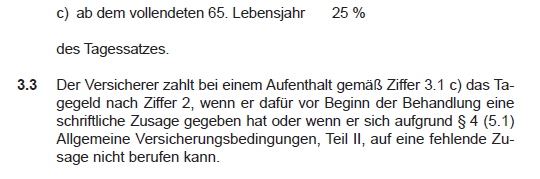 c) ab dem vollendeten 65. Lebensjahr 25 %
des Tagessatzes.
3.3 Der Versicherer zahlt bei einem Aufenthalt gemäß Ziffer 3.1 c) das Ta-
gegeld nach Ziffer 2, wenn er dafür vor Beginn der Behandlung eine
schriftliche Zusage gegeben hat oder wenn er sich aufgrund § 4 (5.1)
Allgemeine Versicherungsbedingungen, Teil II, auf eine fehlende Zu-
sage nicht berufen kann.